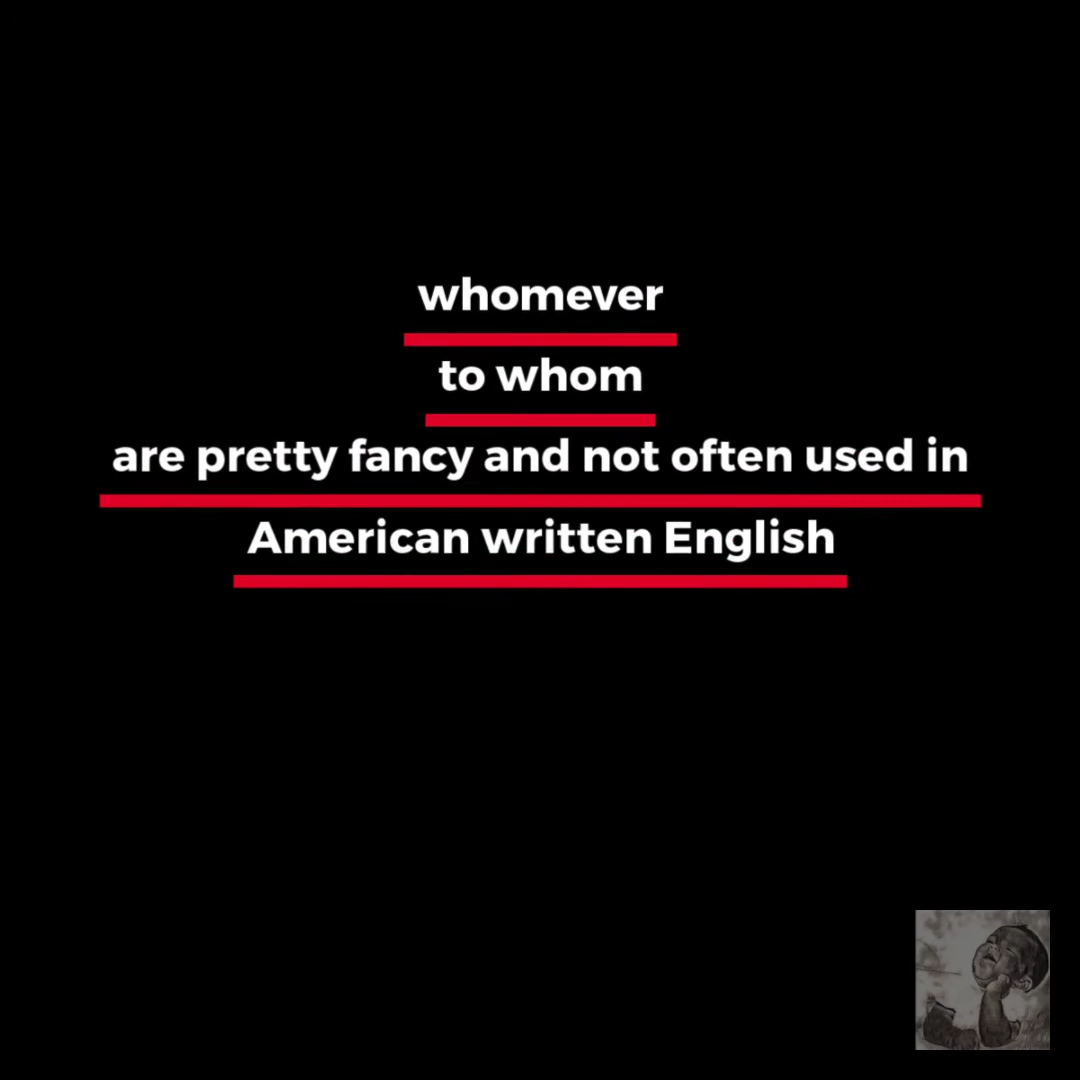 whomever
to whom
are pretty fancy and not often used in
American written English